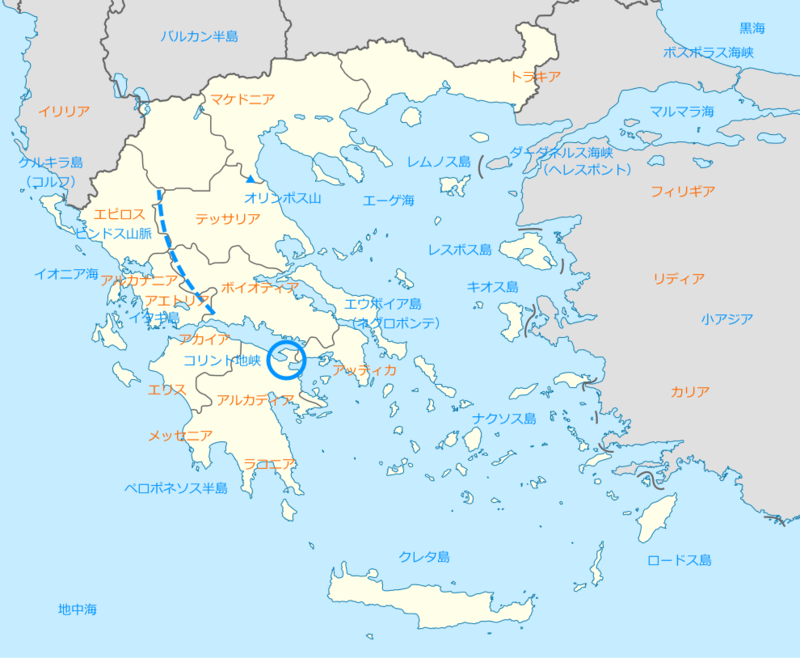 黒海
バルカン半島
ボスポラス海峡
トラキア
マケドニア
イリリア
マルマラ海
ダーダネルス海峡
（ヘレスポント）
ケルキラ島
（コルフ）
レムノス島
フィリギア
オリンポス山
エーゲ海
エピロス
テッサリア
ピンドス山脈
レスボス島
イオニア海
アルカナニア
リディア
ボイオティア
キオス島
アエトリア
エウボイア島
（ネグロポンテ）
イタキ島
小アジア
アカイア
コリント地峡
アッティカ
エリス
アルカディア
カリア
ナクソス島
メッセニア
ラコニア
ペロポネソス半島
クレタ島
ロードス島
地中海